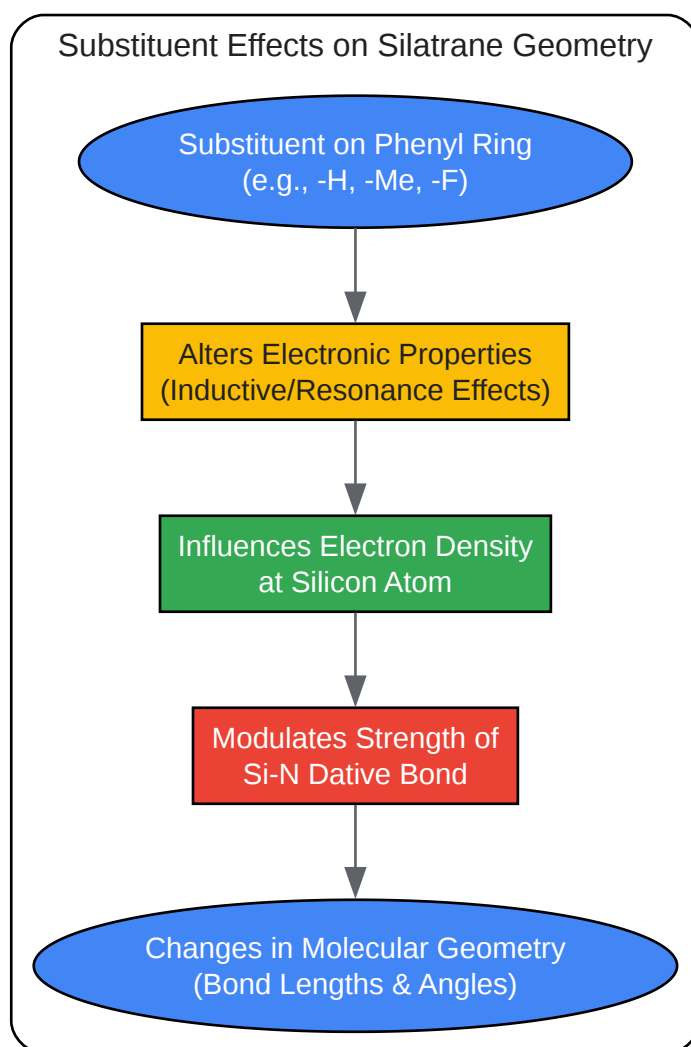 Substituent Effects on Silatrane Geometry
Substituent on Phenyl Ring
(e.g., -H, -Me, -F)
Alters Electronic Properties
(Inductive/Resonance Effects)
Influences Electron Density
at Silicon Atom
Modulates Strength of
Si-N Dative Bond
Changes in Molecular Geometry
(Bond Lengths & Angles)